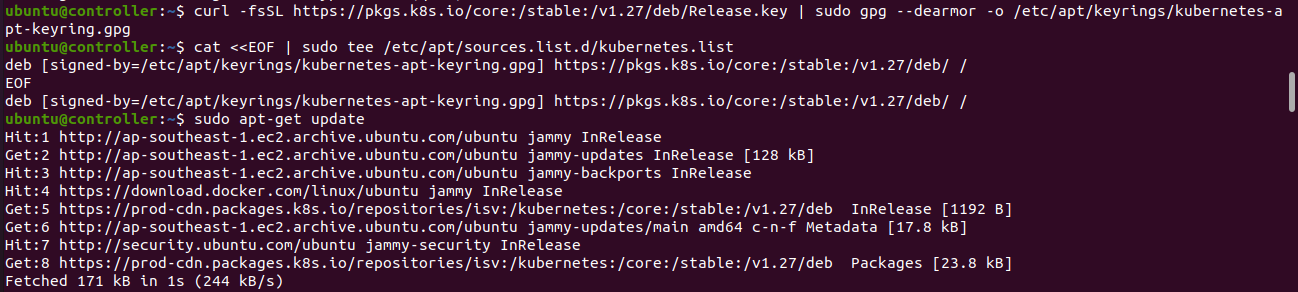 ubuntu@controller:~$ curl -fsSL https://pkgs.k8s.io/core:/stable:/v1.27/deb/Release.key | sudo gpg --dearmor -o /etc/apt/keyrings/kubernetes-a
pt-keyring.gpg
ubuntu@controller:~$ cat <<EOF | sudo tee /etc/apt/sources.list.d/kubernetes.list
deb [signed-by=/etc/apt/keyrings/kubernetes-apt-keyring.gpg] https://pkgs.k8s.io/core:/stable:/v1.27/deb/ /
EOF
deb [signed-by=/etc/apt/keyrings/kubernetes-apt-keyring.gpg] https://pkgs.k8s.io/core:/stable:/v1.27/deb/ /
ubuntu@controller:~$ sudo apt-get update
Hit:1 http://ap-southeast-1.ec2.archive.ubuntu.com/ubuntu jammy InRelease
Get:2 http://ap-southeast-1.ec2.archive.ubuntu.com/ubuntu jammy-updates InRelease [128 kB]
Hit:3 http://ap-southeast-1.ec2.archive.ubuntu.com/ubuntu jammy-backports InRelease
Hit:4 https://download.docker.com/linux/ubuntu jammy InRelease
Get:5 https://prod-cdn.packages.k8s.io/repositories/isv:/kubernetes:/core:/stable:/v1.27/deb  InRelease [1192 B]
Get:6 http://ap-southeast-1.ec2.archive.ubuntu.com/ubuntu jammy-updates/main amd64 c-n-f Metadata [17.8 kB]
Hit:7 http://security.ubuntu.com/ubuntu jammy-security InRelease
Get:8 https://prod-cdn.packages.k8s.io/repositories/isv:/kubernetes:/core:/stable:/v1.27/deb  Packages [23.8 kB]
Fetched 171 kB in 1s (244 kB/s)